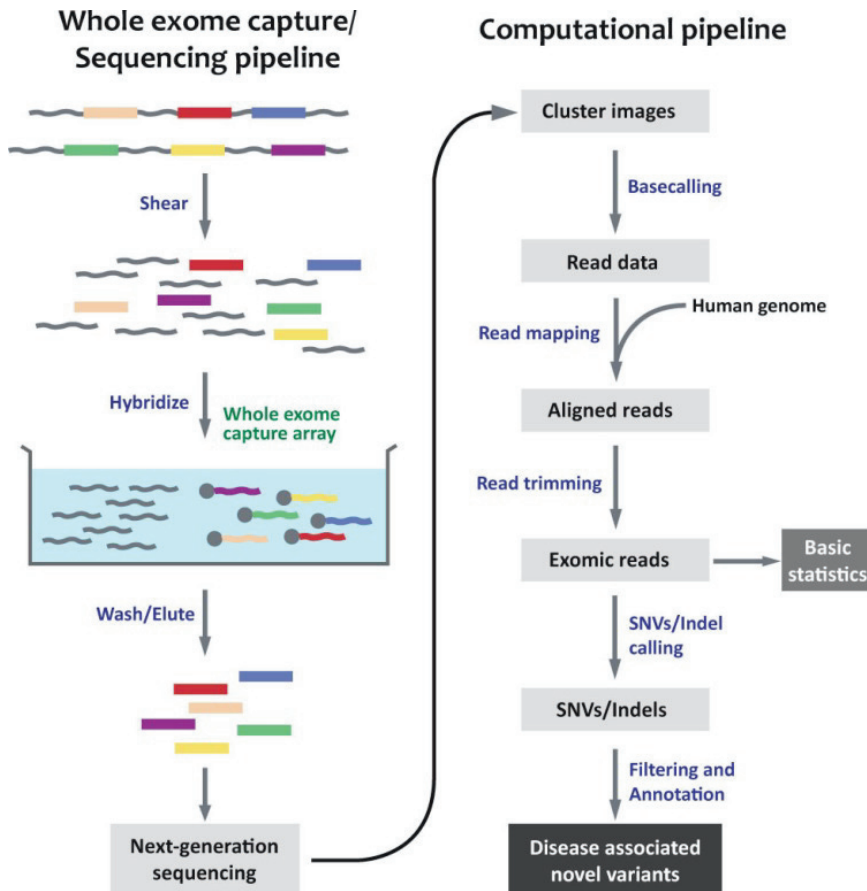 Whole exome capture/
Sequencing pipeline
Shear
Hybridize
Whole exome
capture array
Wash/Elute
Next-generation
sequencing
Computational pipeline
Cluster images
Basecalling
Read data
Human genome
Read mapping
Aligned reads
Read trimming
Exomic reads
Basic
statistics
SNVs/Indel
calling
SNVs/Indels
Filtering and
Annotation
Disease associated
novel variants